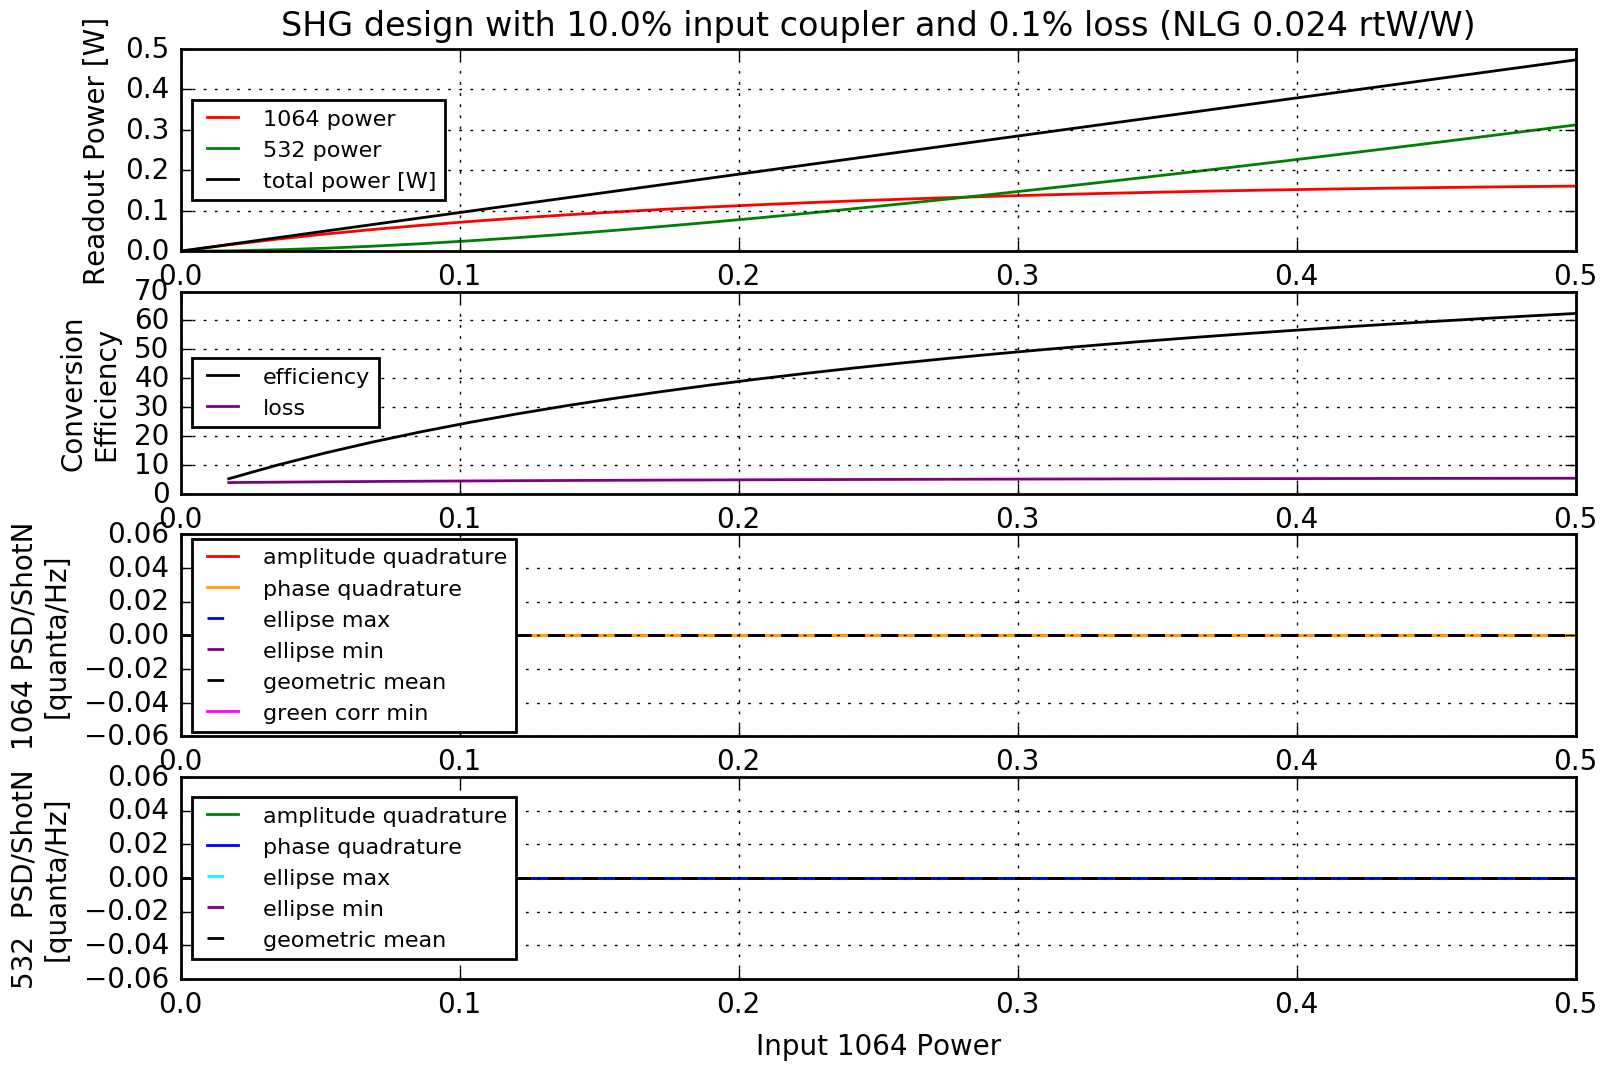 SHG design with 10.0% input coupler and 0.1% loss (NLG 0.024 rtW/W)
Readout Power [W]
0.5
0.4
0.3
0.2
0.1
0.0
1064 power
532 power
total power [W]
0.0 0.1 0.2 0.3 0.4 0.5
Conversion
Efficiency
70
60
50
40
30
20
10
0
efficiency
loss
0.0 0.1 0.2 0.3 0.4 0.5
1064 PSD/ShotN
[quanta/Hz]
0.06
0.04
0.02
0.00
−0.02
−0.04
−0.06
amplitude quadrature
phase quadrature
ellipse max
ellipse min
geometric mean
green corr min
0.0 0.1 0.2 0.3 0.4 0.5
532 PSD/ShotN
[quanta/Hz]
0.06
0.04
0.02
0.00
−0.02
−0.04
−0.06
amplitude quadrature
phase quadrature
ellipse max
ellipse min
geometric mean
0.0 0.1 0.2 0.3 0.4 0.5
Input 1064 Power